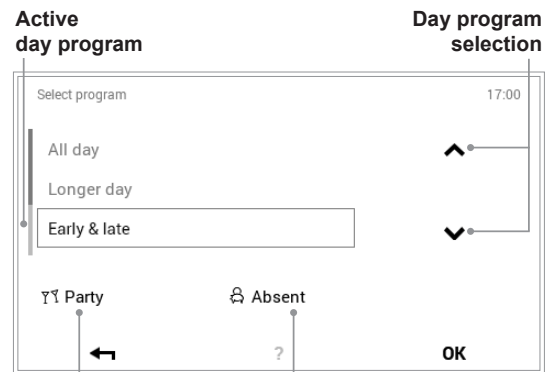 Active
day program
Day program
selection
Select program 17:00
All day
Longer day
Early & late
Party Absent
?
OK